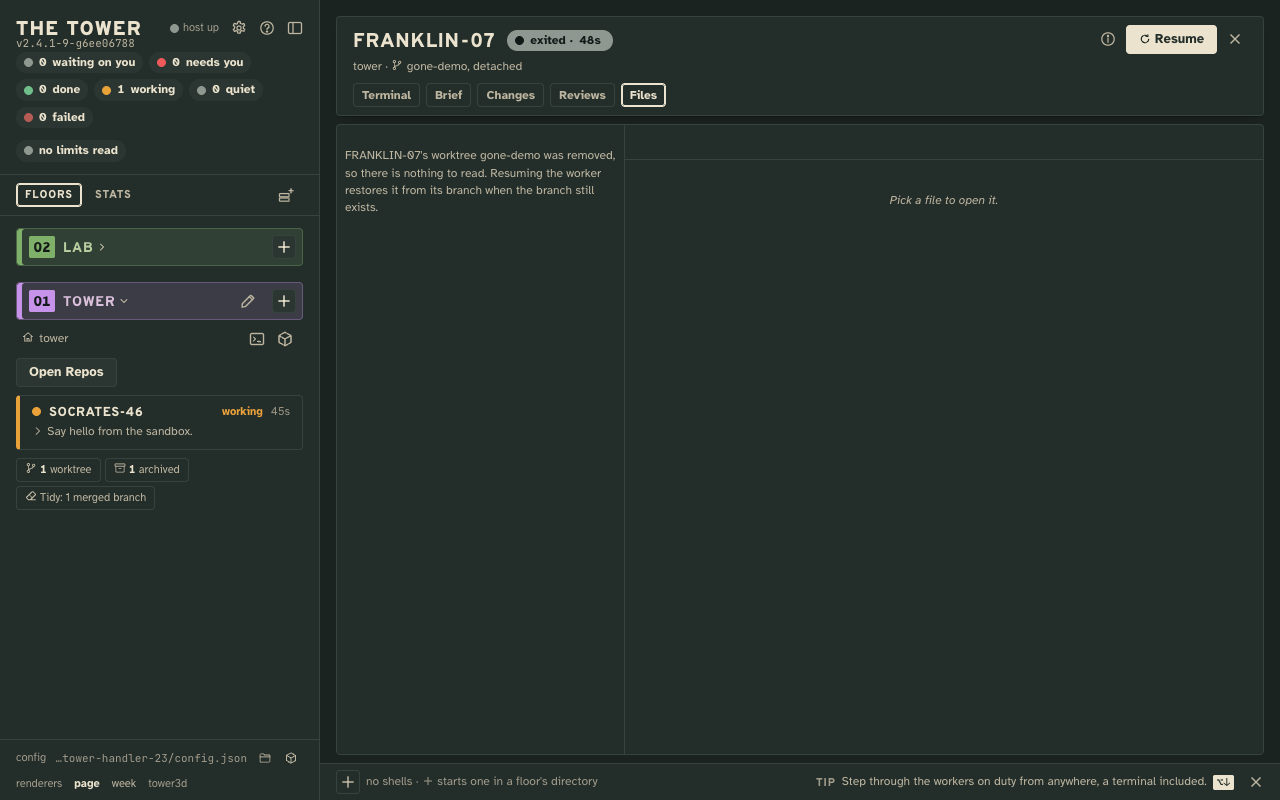 THE TOWER
host up
v2.4.1-9-g6ee06788
0 waiting on you
0 needs you
0 done
1 working
0 quiet
0 failed
no limits read
FLOORS
STATS
02 LAB
01 TOWER
tower
Open Repos
SOCRATES-46
working 45s
Say hello from the sandbox.
1 worktree
1 archived
Tidy: 1 merged branch
config …tower-handler-23/config.json
renderers page week tower3d
FRANKLIN-07
exited · 48s
Resume
tower · gone-demo, detached
Terminal
Brief
Changes
Reviews
Files
FRANKLIN-07's worktree gone-demo was removed,
so there is nothing to read. Resuming the worker
restores it from its branch when the branch still
exists.
Pick a file to open it.
no shells · + starts one in a floor's directory
TIP Step through the workers on duty from anywhere, a terminal included. ⌥↓